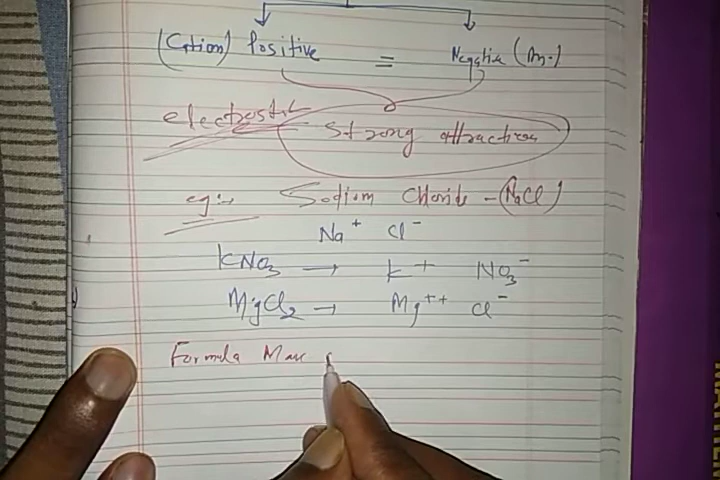 (Cation) Positive = Negative (An.)
electrostatic strong attraction
eg:- Sodium Chloride - (NaCl)
Na⁺ Cl⁻
KNO₃ → K⁺ NO₃⁻
MgCl₂ → Mg⁺⁺ Cl⁻
Formula Mass